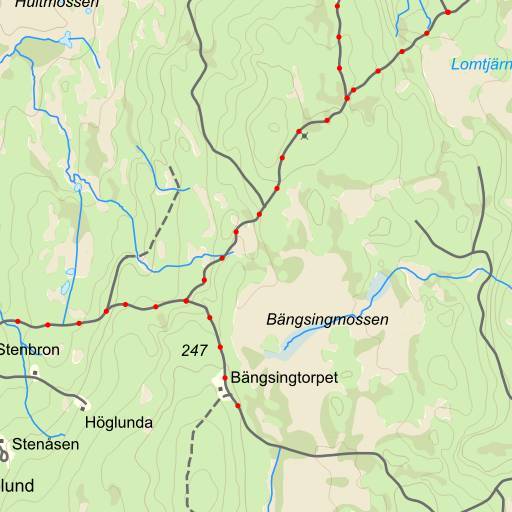 Hultmossen
Lomtjärn
Bängsingmossen
Stenbron
247
Bängsingtorpet
Höglunda
Stenåsen
lund